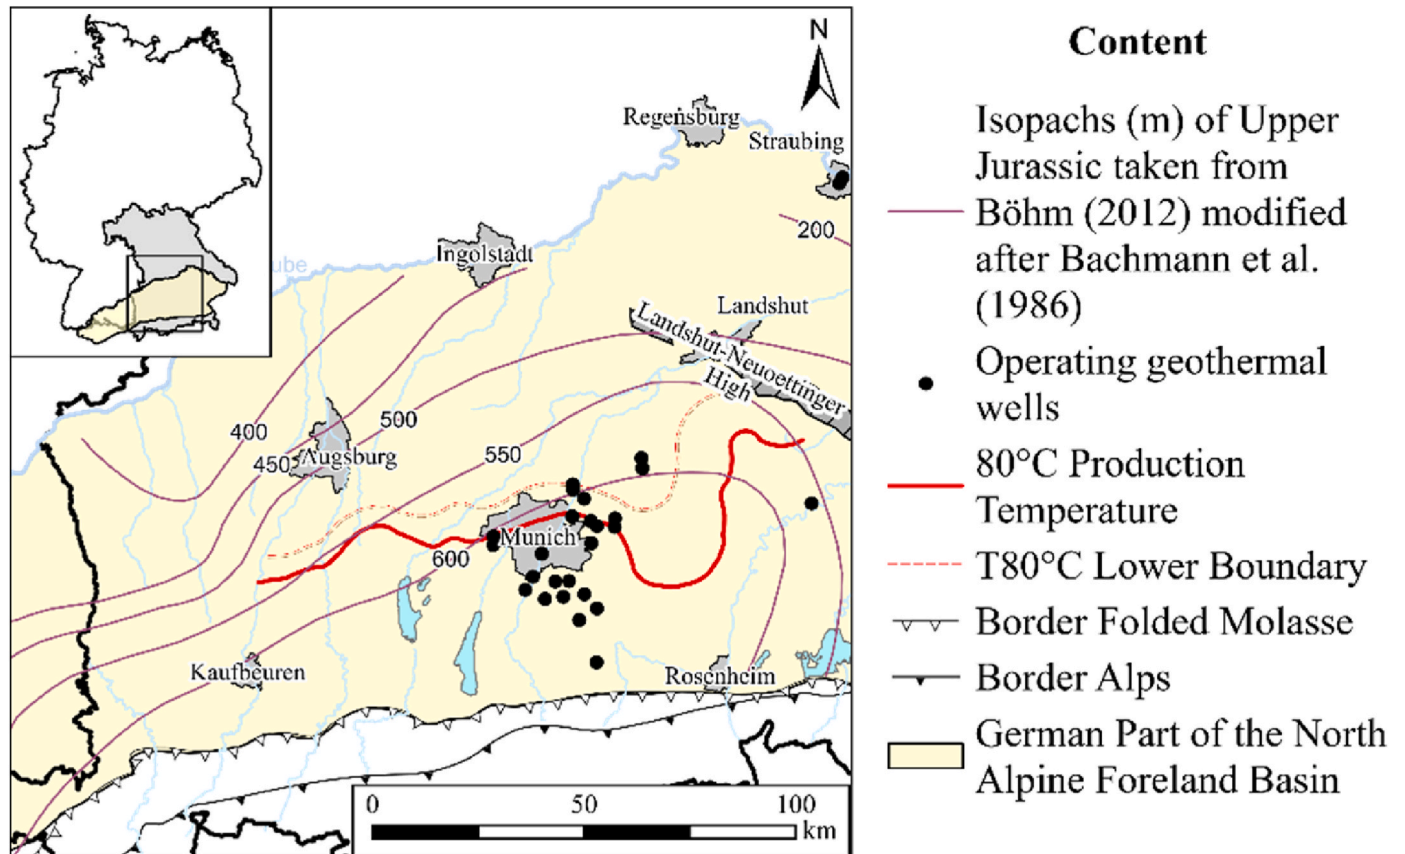 N
Regensburg
Straubing
200
Ingolstadt
ube
Landshut
Landshut-Neuoettinger
High
400
500
450
Augsburg
550
Munich
600
Kaufbeuren
Rosenheim
0 50 100
km
Content
Isopachs (m) of Upper
Jurassic taken from
Böhm (2012) modified
after Bachmann et al.
(1986)
Operating geothermal
wells
80°C Production
Temperature
T80°C Lower Boundary
Border Folded Molasse
Border Alps
German Part of the North
Alpine Foreland Basin